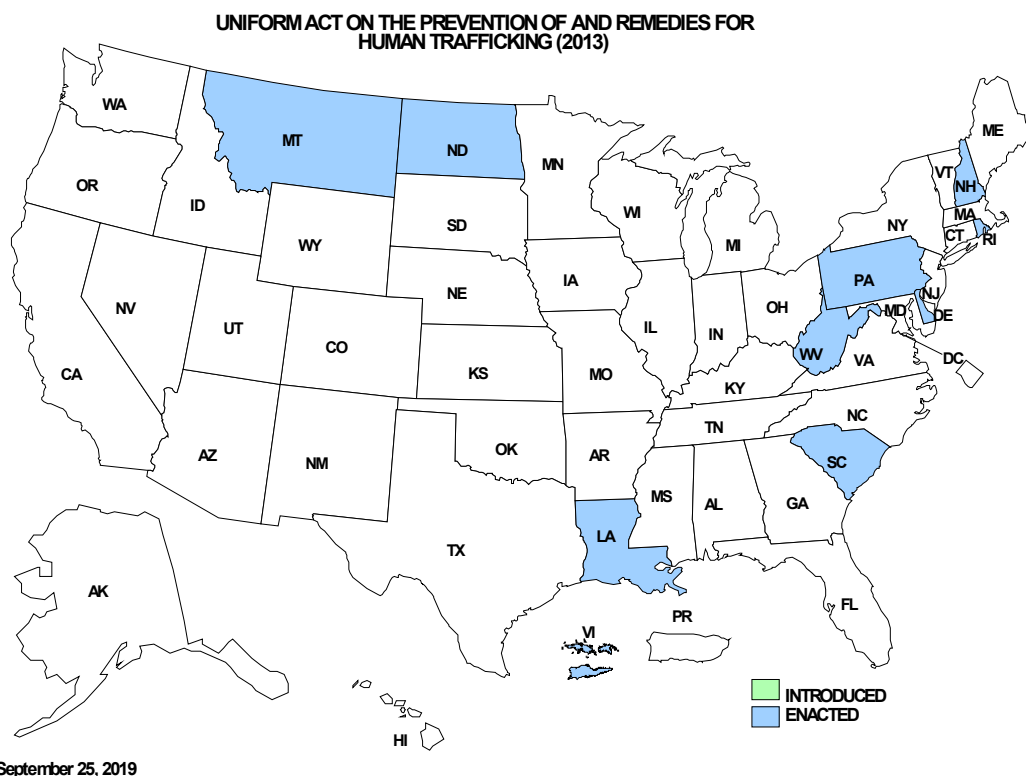 UNIFORM ACT ON THE PREVENTION OF AND REMEDIES FOR
HUMAN TRAFFICKING (2013)
WA
MT
ND
MN
ME
VT
NH
OR
ID
WY
SD
WI
MI
NY
MA
CT
RI
NV
UT
CO
NE
IA
IL
IN
OH
PA
NJ
MD
DE
CA
KS
MO
KY
WV
VA
DC
AZ
NM
OK
AR
TN
NC
SC
MS
AL
GA
TX
LA
FL
AK
HI
VI
PR
INTRODUCED
ENACTED
September 25, 2019